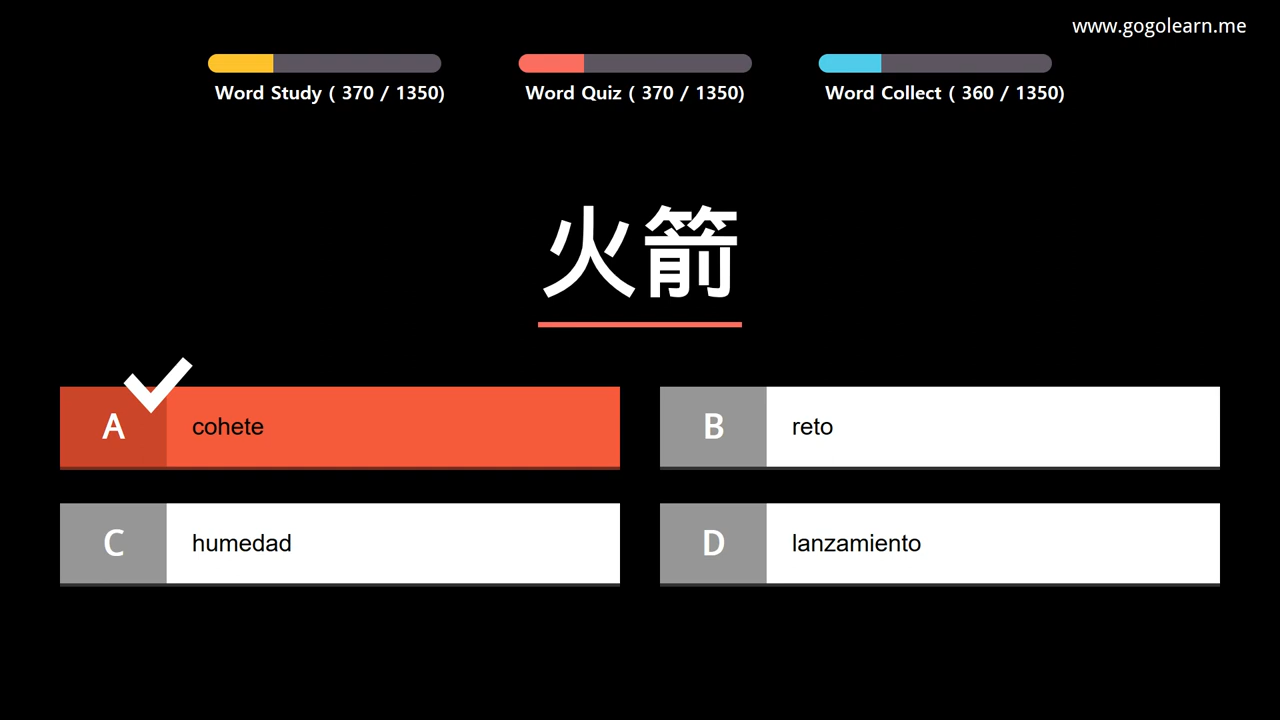 www.gogolearn.me
Word Study ( 370 / 1350)
Word Quiz ( 370 / 1350)
Word Collect ( 360 / 1350)
火箭
A cohete
B reto
C humedad
D lanzamiento